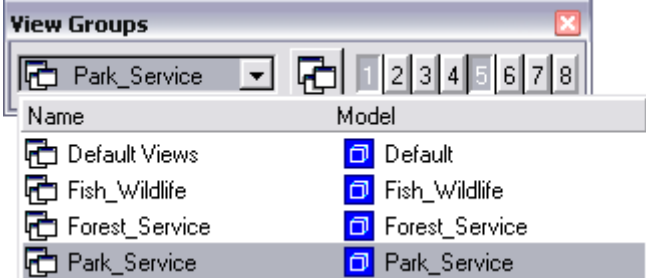 View Groups
Park_Service 1 2 3 4 5 6 7 8
Name Model
Default Views Default
Fish_Wildlife Fish_Wildlife
Forest_Service Forest_Service
Park_Service Park_Service